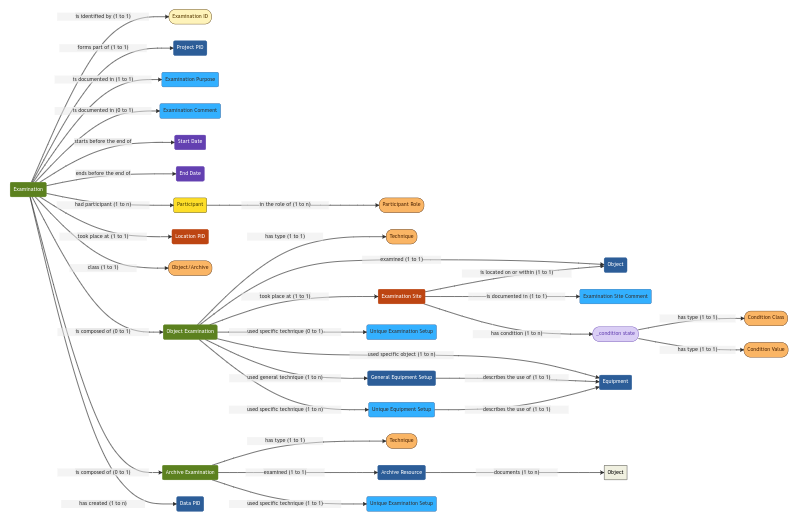 is identified by (1 to 1)
Examination ID
forms part of (1 to 1)
Project PID
is documented in (1 to 1)
Examination Purpose
is documented in (0 to 1)
Examination Comment
starts before the end of
Start Date
ends before the end of
End Date
Examination
had participant (1 to n)
Participant
in the role of (1 to n)
Participant Role
took place at (1 to 1)
Location PID
has type (1 to 1)
Technique
class (1 to 1)
Object/Archive
examined (1 to 1)
Object
is located on or within (1 to 1)
took place at (1 to 1)
Examination Site
is documented in (1 to 1)
Examination Site Comment
has type (1 to 1)
Condition Class
is composed of (0 to 1)
Object Examination
used specific technique (0 to 1)
Unique Examination Setup
has condition (1 to n)
_condition state
has type (1 to 1)
Condition Value
used specific object (1 to n)
used general technique (1 to n)
General Equipment Setup
describes the use of (1 to 1)
Equipment
used specific technique (1 to n)
Unique Equipment Setup
describes the use of (1 to 1)
has type (1 to 1)
Technique
is composed of (0 to 1)
Archive Examination
examined (1 to 1)
Archive Resource
documents (1 to n)
Object
has created (1 to n)
Data PID
used specific technique (1 to 1)
Unique Examination Setup